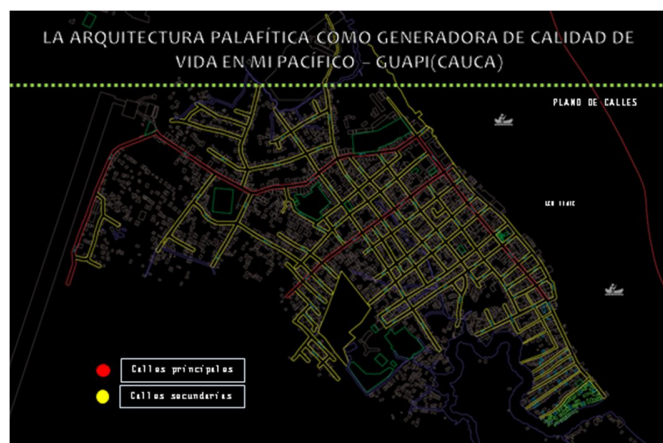 LA ARQUITECTURA PALAFÍTICA COMO GENERADORA DE CALIDAD DE
VIDA EN MI PACÍFICO – GUAPI(CAUCA)
PLANO DE CALLES
Calles principales
Calles secundarias